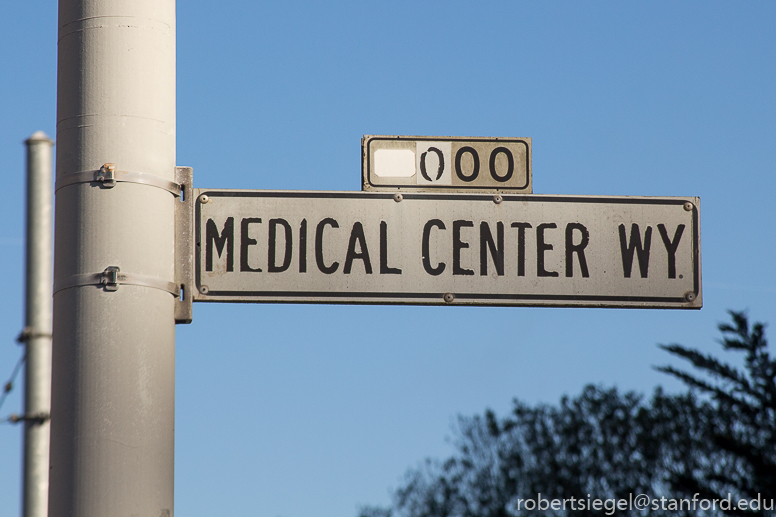 000
MEDICAL CENTER WY.
robertsiegel@stanford.edu